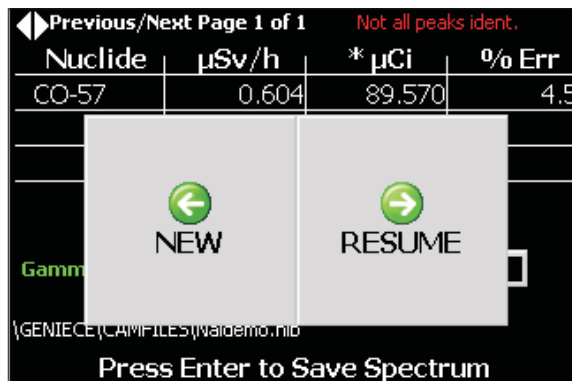 Previous/Next Page 1 of 1 Not all peaks ident.
Nuclide µSv/h * µCi % Err
CO-57 0.604 89.570 4.5
NEW RESUME
Gamm
\GENIECE\CAMFILES\Naidemo.nlb
Press Enter to Save Spectrum